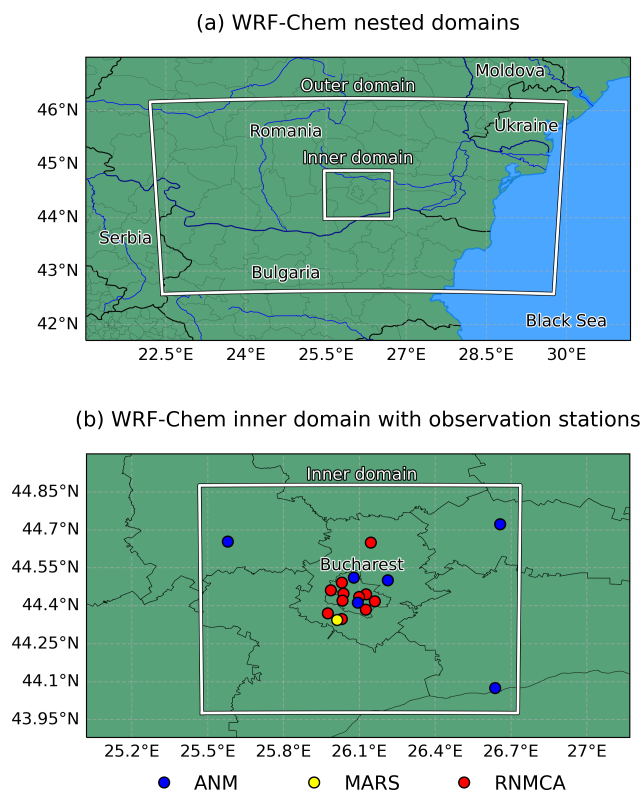 (a) WRF-Chem nested domains
Moldova
Outer domain
46°N
Ukraine
Romania
45°N
Inner domain
44°N
Serbia
43°N
Bulgaria
42°N
Black Sea
22.5°E 24°E 25.5°E 27°E 28.5°E 30°E
(b) WRF-Chem inner domain with observation stations
Inner domain
44.85°N
44.7°N
44.55°N
Bucharest
44.4°N
44.25°N
44.1°N
43.95°N
25.2°E 25.5°E 25.8°E 26.1°E 26.4°E 26.7°E 27°E
ANM MARS RNMCA